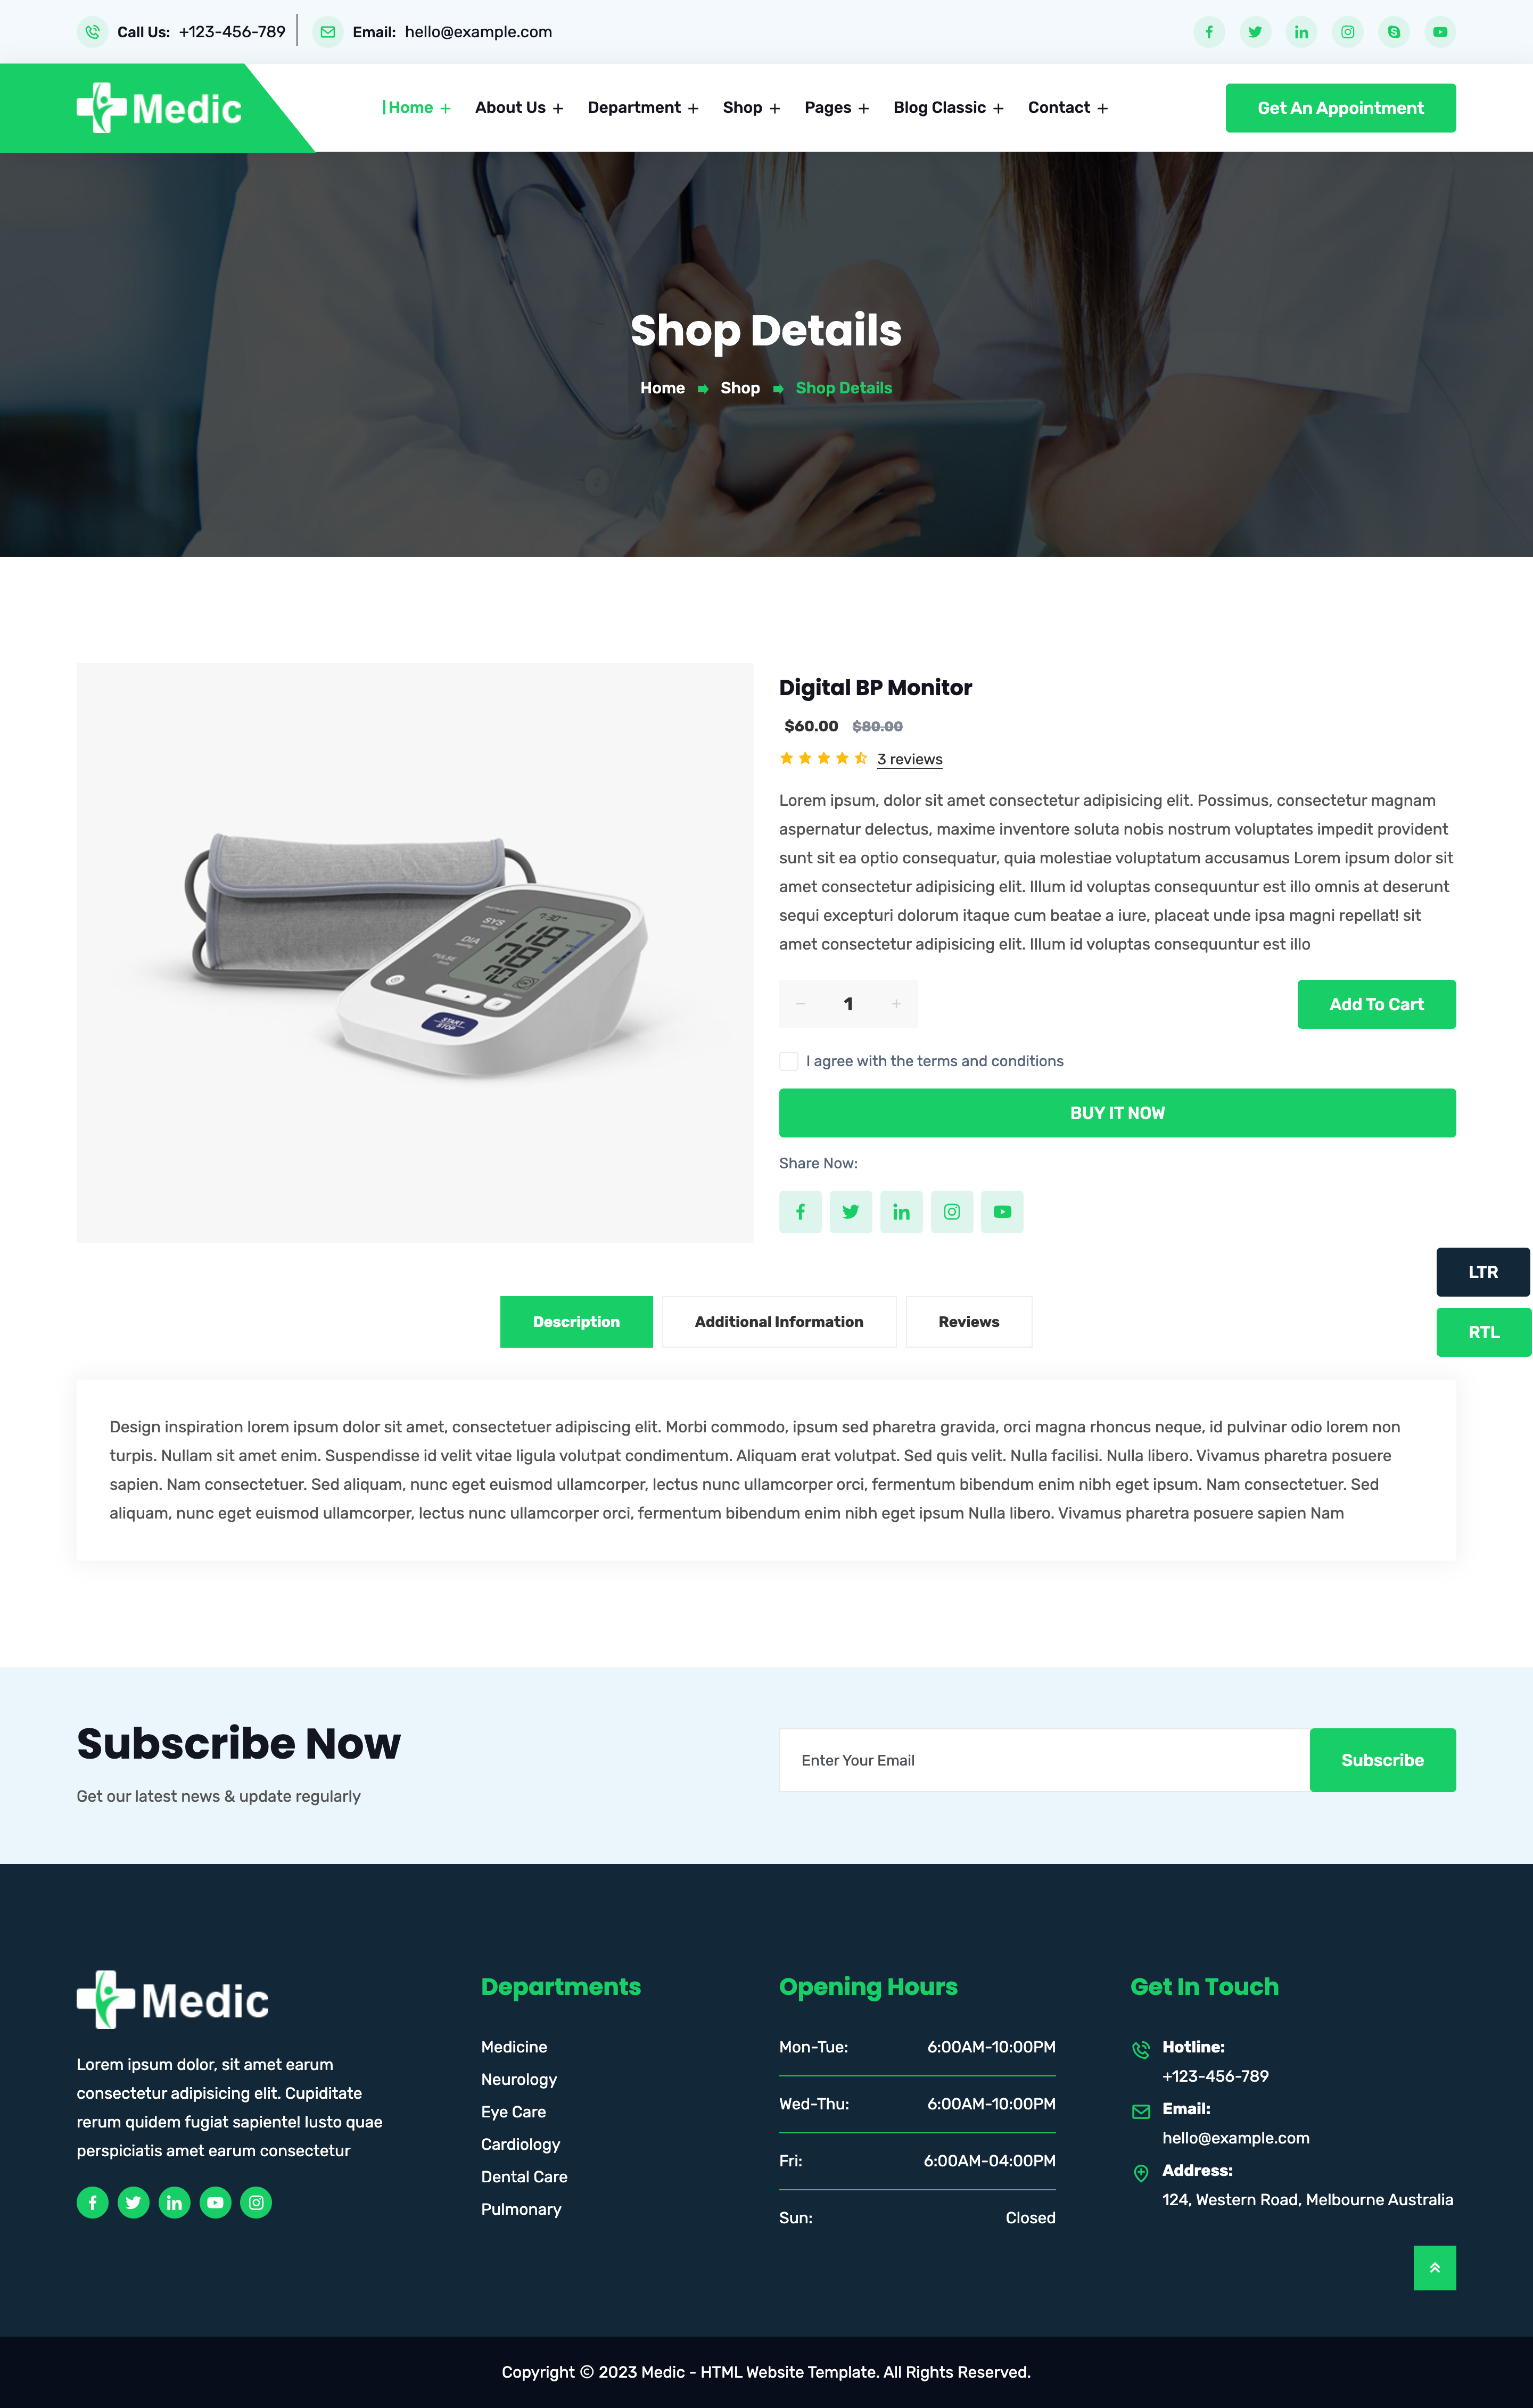 Call Us: +123-456-789
Email: hello@example.com
Medic
Home + About Us + Department + Shop + Pages + Blog Classic + Contact +
Get An Appointment
Shop Details
Home Shop Shop Details
Digital BP Monitor
$60.00 $80.00
3 reviews
Lorem ipsum, dolor sit amet consectetur adipisicing elit. Possimus, consectetur magnam
aspernatur delectus, maxime inventore soluta nobis nostrum voluptates impedit provident
sunt sit ea optio consequatur, quia molestiae voluptatum accusamus Lorem ipsum dolor sit
amet consectetur adipisicing elit. Illum id voluptas consequuntur est illo omnis at deserunt
sequi excepturi dolorum itaque cum beatae a iure, placeat unde ipsa magni repellat! sit
amet consectetur adipisicing elit. Illum id voluptas consequuntur est illo
SYS
DIA
PULSE
118
78
70
START
STOP
− 1 +
Add To Cart
I agree with the terms and conditions
BUY IT NOW
Share Now:
LTR
RTL
Description
Additional Information
Reviews
Design inspiration lorem ipsum dolor sit amet, consectetuer adipiscing elit. Morbi commodo, ipsum sed pharetra gravida, orci magna rhoncus neque, id pulvinar odio lorem non
turpis. Nullam sit amet enim. Suspendisse id velit vitae ligula volutpat condimentum. Aliquam erat volutpat. Sed quis velit. Nulla facilisi. Nulla libero. Vivamus pharetra posuere
sapien. Nam consectetuer. Sed aliquam, nunc eget euismod ullamcorper, lectus nunc ullamcorper orci, fermentum bibendum enim nibh eget ipsum. Nam consectetuer. Sed
aliquam, nunc eget euismod ullamcorper, lectus nunc ullamcorper orci, fermentum bibendum enim nibh eget ipsum Nulla libero. Vivamus pharetra posuere sapien Nam
Subscribe Now
Get our latest news & update regularly
Enter Your Email
Subscribe
Medic
Lorem ipsum dolor, sit amet earum
consectetur adipisicing elit. Cupiditate
rerum quidem fugiat sapiente! Iusto quae
perspiciatis amet earum consectetur
Departments
Medicine
Neurology
Eye Care
Cardiology
Dental Care
Pulmonary
Opening Hours
Mon-Tue: 6:00AM-10:00PM
Wed-Thu: 6:00AM-10:00PM
Fri: 6:00AM-04:00PM
Sun: Closed
Get In Touch
Hotline:
+123-456-789
Email:
hello@example.com
Address:
124, Western Road, Melbourne Australia
Copyright © 2023 Medic - HTML Website Template. All Rights Reserved.